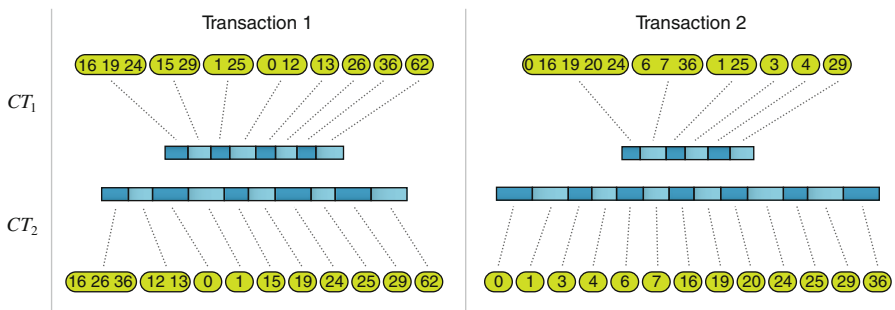 Transaction 1 Transaction 2
16 19 24 15 29 1 25 0 12 13 26 36 62 0 16 19 20 24 6 7 36 1 25 3 4 29
CT1
CT2
16 26 36 12 13 0 1 15 19 24 25 29 62 0 1 3 4 6 7 16 19 20 24 25 29 36